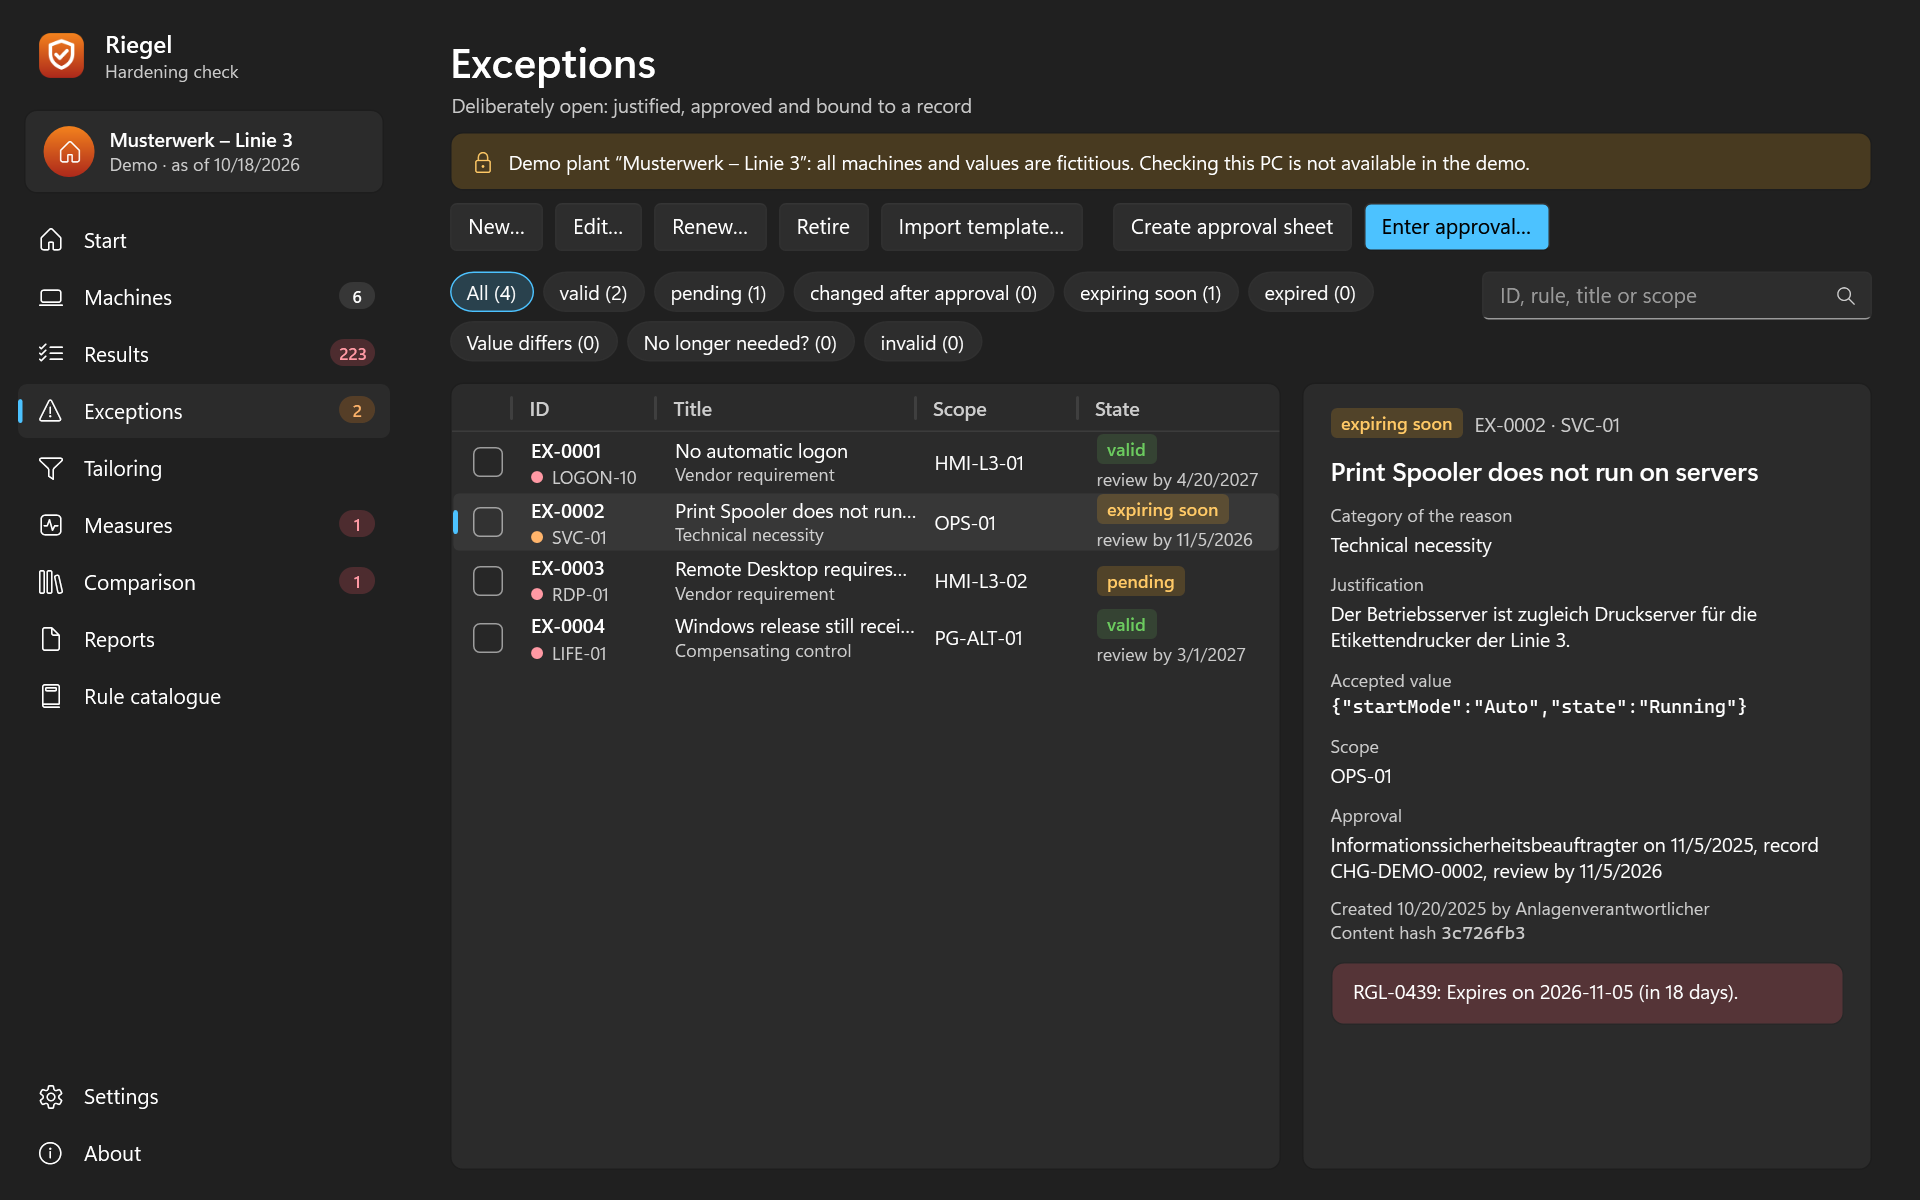 Riegel
Hardening check
Musterwerk – Linie 3
Demo · as of 10/18/2026
Start
Machines
6
Results
223
Exceptions
2
Tailoring
Measures
1
Comparison
1
Reports
Rule catalogue
Settings
About
Exceptions
Deliberately open: justified, approved and bound to a record
Demo plant “Musterwerk – Linie 3”: all machines and values are fictitious. Checking this PC is not available in the demo.
New...
Edit...
Renew...
Retire
Import template...
Create approval sheet
Enter approval...
All (4)
valid (2)
pending (1)
changed after approval (0)
expiring soon (1)
expired (0)
Value differs (0)
No longer needed? (0)
invalid (0)
ID, rule, title or scope
ID
Title
Scope
State
EX-0001
LOGON-10
No automatic logon
Vendor requirement
HMI-L3-01
valid
review by 4/20/2027
EX-0002
SVC-01
Print Spooler does not run...
Technical necessity
OPS-01
expiring soon
review by 11/5/2026
EX-0003
RDP-01
Remote Desktop requires...
Vendor requirement
HMI-L3-02
pending
EX-0004
LIFE-01
Windows release still recei...
Compensating control
PG-ALT-01
valid
review by 3/1/2027
expiring soon
EX-0002 · SVC-01
Print Spooler does not run on servers
Category of the reason
Technical necessity
Justification
Der Betriebsserver ist zugleich Druckserver für die
Etikettendrucker der Linie 3.
Accepted value
{"startMode":"Auto","state":"Running"}
Scope
OPS-01
Approval
Informationssicherheitsbeauftragter on 11/5/2025, record
CHG-DEMO-0002, review by 11/5/2026
Created 10/20/2025 by Anlagenverantwortlicher
Content hash 3c726fb3
RGL-0439: Expires on 2026-11-05 (in 18 days).